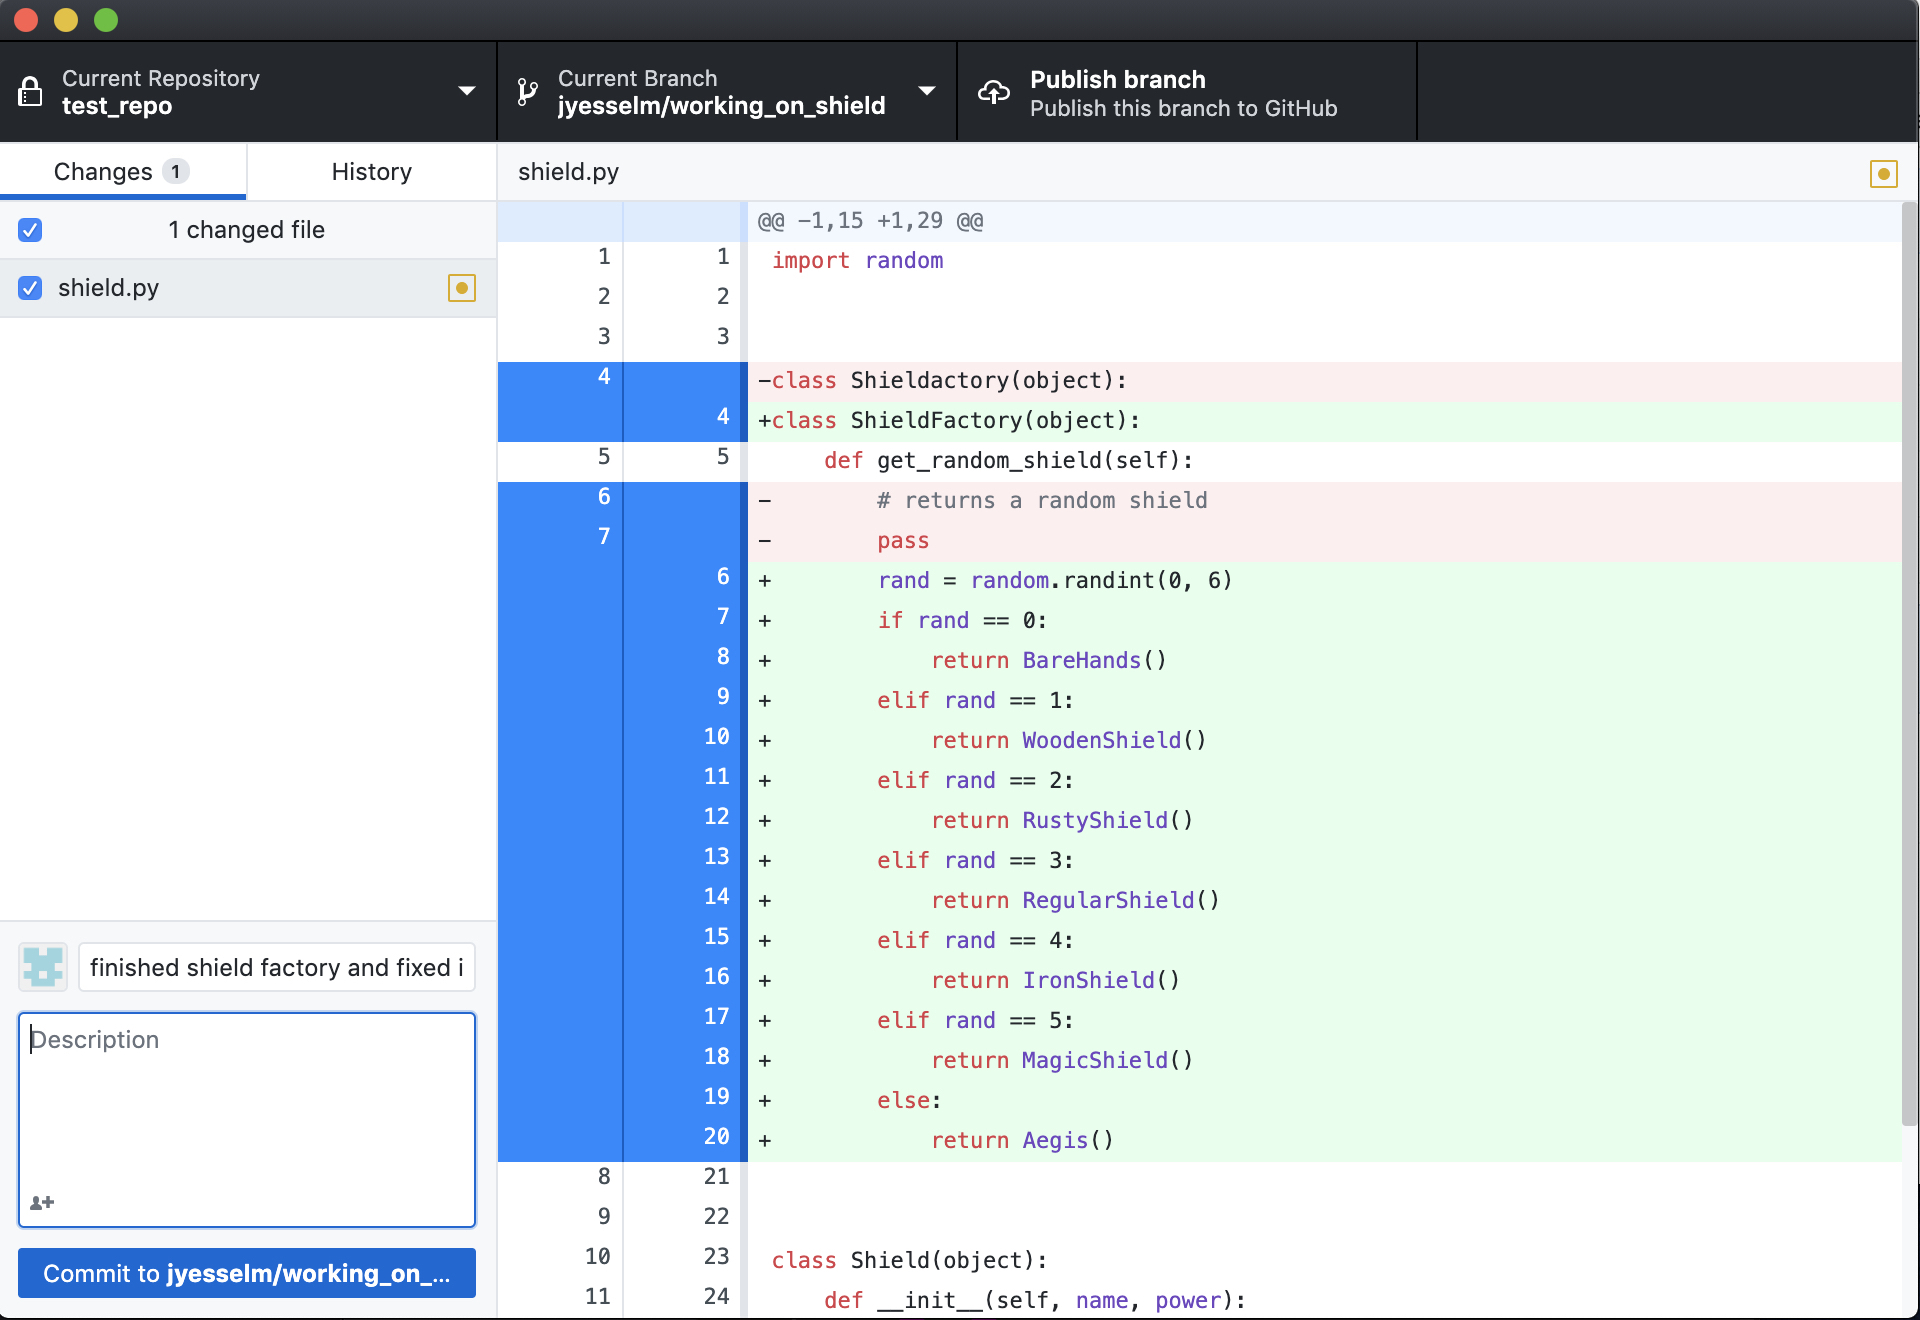 Current Repository
test_repo
Current Branch
jyesselm/working_on_shield
Publish branch
Publish this branch to GitHub
Changes 1
History
shield.py
1 changed file
shield.py
@@ -1,15 +1,29 @@
1 1 import random
2 2
3 3
4 -class Shieldactory(object):
4 +class ShieldFactory(object):
5 5     def get_random_shield(self):
6 -        # returns a random shield
7 -        pass
6 +        rand = random.randint(0, 6)
7 +        if rand == 0:
8 +            return BareHands()
9 +        elif rand == 1:
10 +            return WoodenShield()
11 +        elif rand == 2:
12 +            return RustyShield()
13 +        elif rand == 3:
14 +            return RegularShield()
15 +        elif rand == 4:
16 +            return IronShield()
17 +        elif rand == 5:
18 +            return MagicShield()
19 +        else:
20 +            return Aegis()
8 21
9 22
10 23 class Shield(object):
11 24     def __init__(self, name, power):
finished shield factory and fixed i
Description
Commit to jyesselm/working_on_...